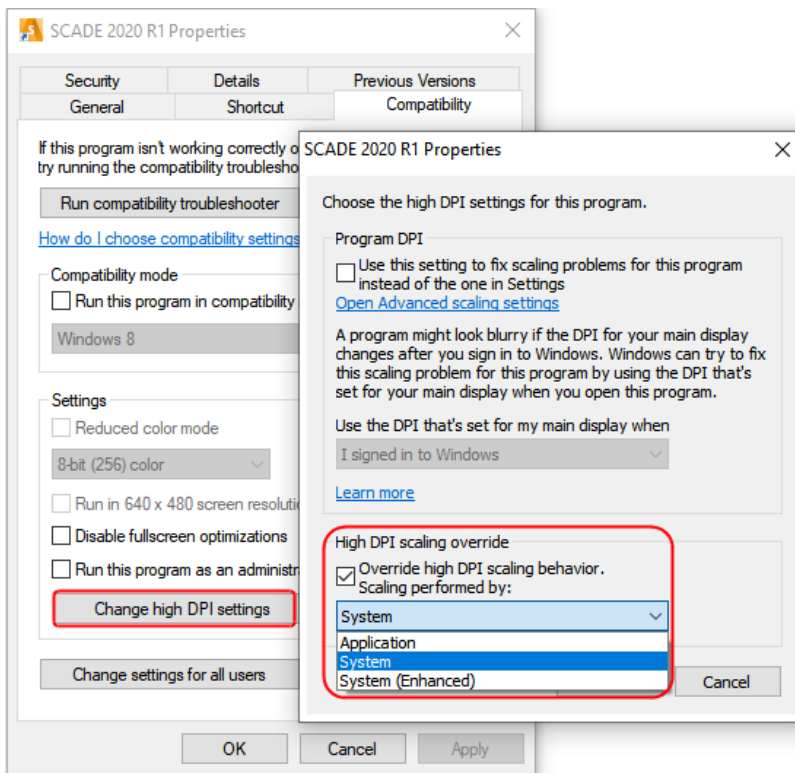 SCADE 2020 R1 Properties
Security Details Previous Versions
General Shortcut Compatibility
If this program isn't working correctly o
try running the compatibility troublesho
Run compatibility troubleshooter
How do I choose compatibility settings
Compatibility mode
Run this program in compatibility
Windows 8
Settings
Reduced color mode
8-bit (256) color
Run in 640 x 480 screen resoluti
Disable fullscreen optimizations
Run this program as an administr
Change high DPI settings
Change settings for all users
OK Cancel Apply
SCADE 2020 R1 Properties
Choose the high DPI settings for this program.
Program DPI
Use this setting to fix scaling problems for this program
instead of the one in Settings
Open Advanced scaling settings
A program might look blurry if the DPI for your main display
changes after you sign in to Windows. Windows can try to fix
this scaling problem for this program by using the DPI that's
set for your main display when you open this program.
Use the DPI that's set for my main display when
I signed in to Windows
Learn more
High DPI scaling override
Override high DPI scaling behavior.
Scaling performed by:
System
Application
System
System (Enhanced)
Cancel